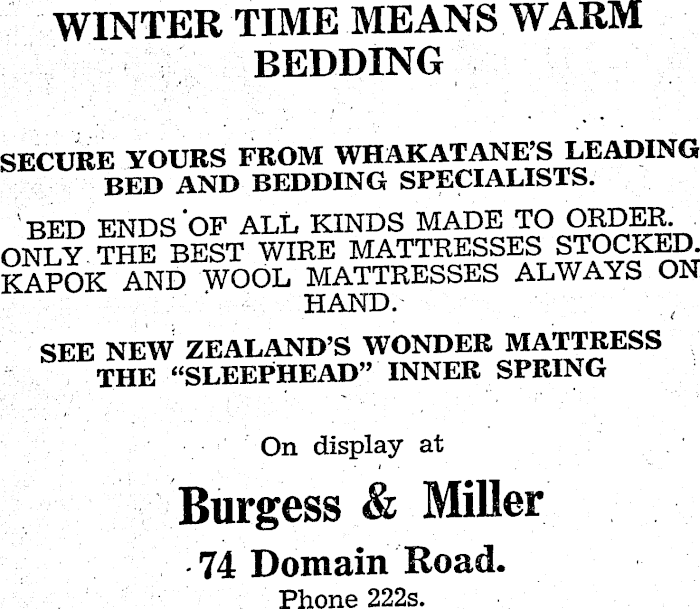 WINTER TIME MEANS WARM
BEDDING
SECURE YOURS FROM WHAKATANE'S LEADING
BED AND BEDDING SPECIALISTS.
BED ENDS OF ALL KINDS MADE TO ORDER.
ONLY THE BEST WIRE MATTRESSES STOCKED.
KAPOK AND WOOL MATTRESSES ALWAYS ON
HAND.
SEE NEW ZEALAND'S WONDER MATTRESS
THE "SLEEPHEAD" INNER SPRING
On display at
Burgess & Miller
74 Domain Road.
Phone 222s.